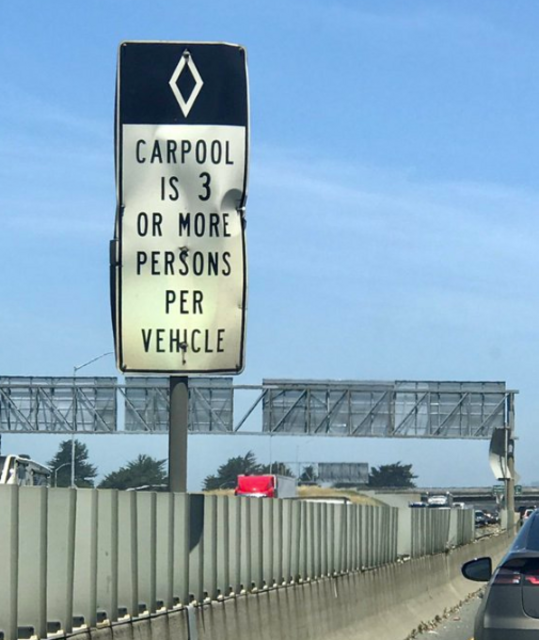 CARPOOL
IS 3
OR MORE
PERSONS
PER
VEHICLE